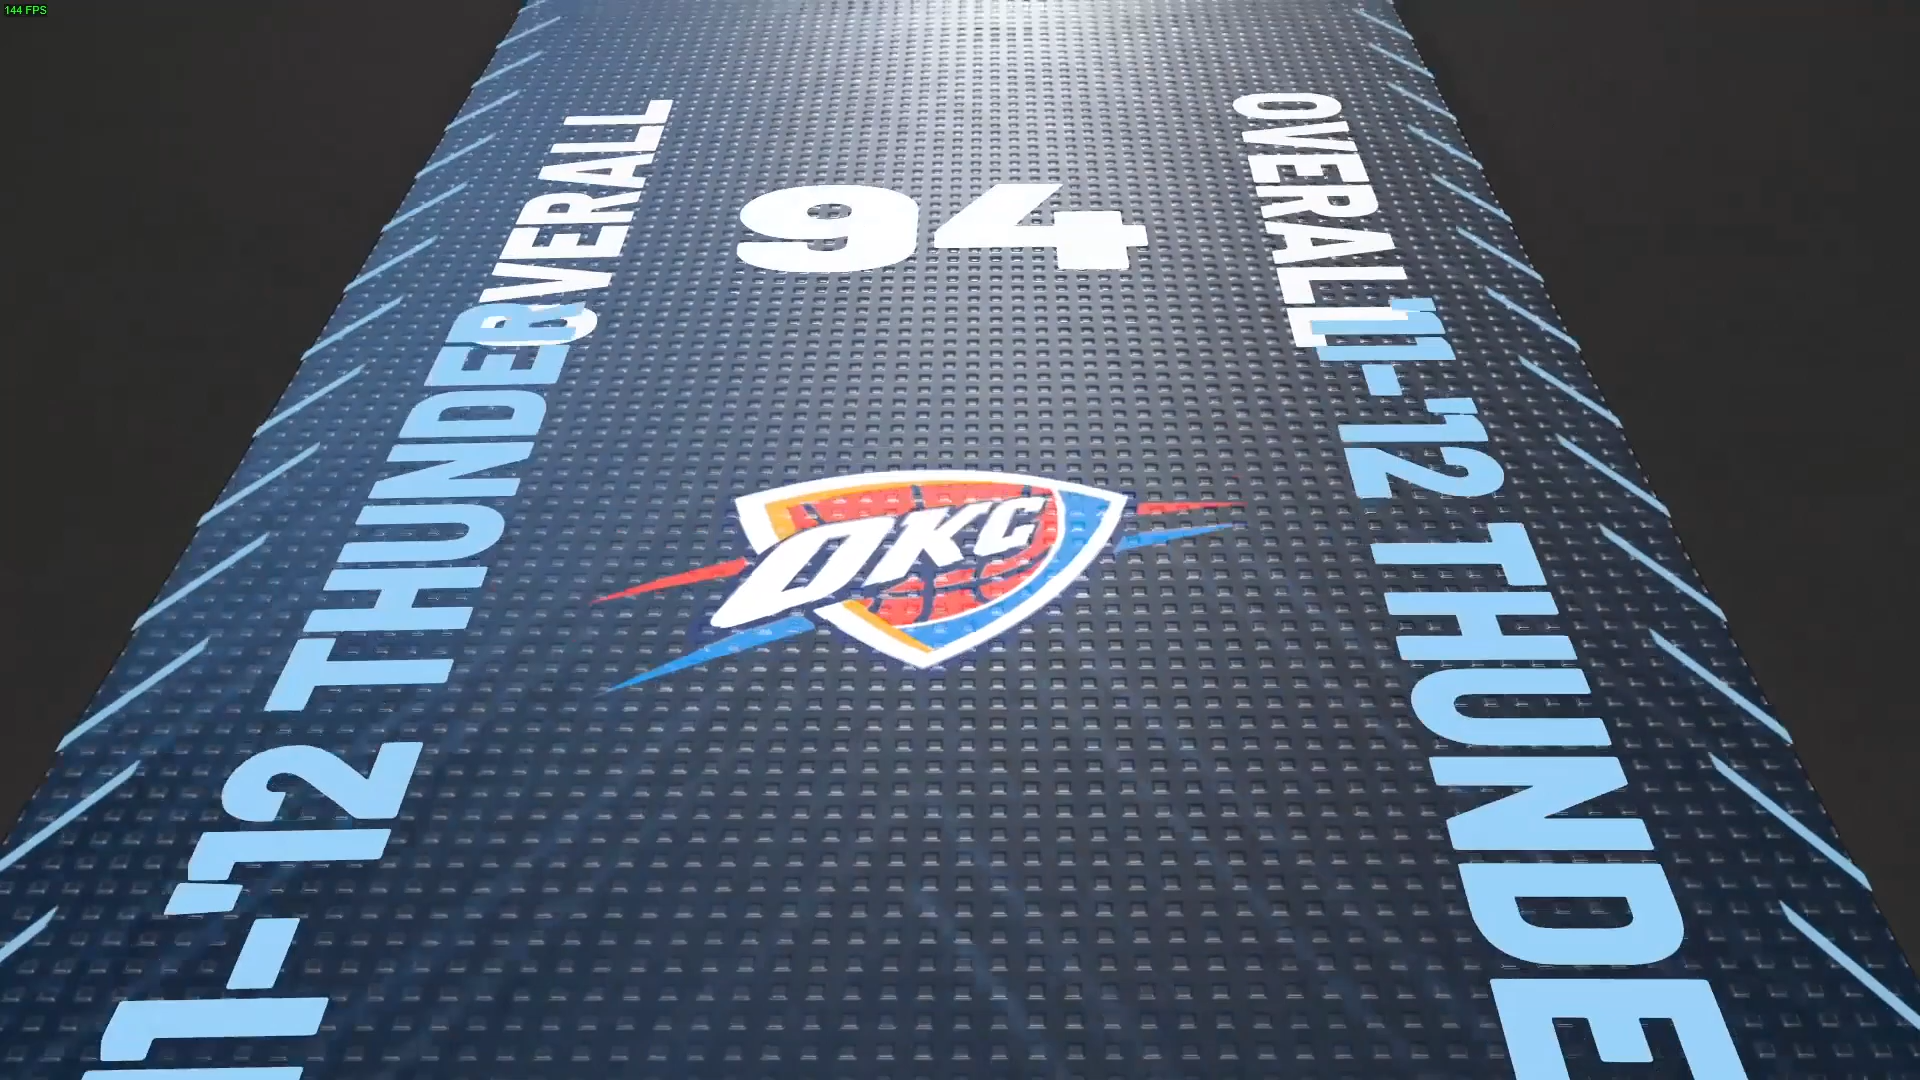 144 FPS
OVERALL
94
OVERALL
'11-'12 THUNDER
OKC
'11-'12 THUNDE